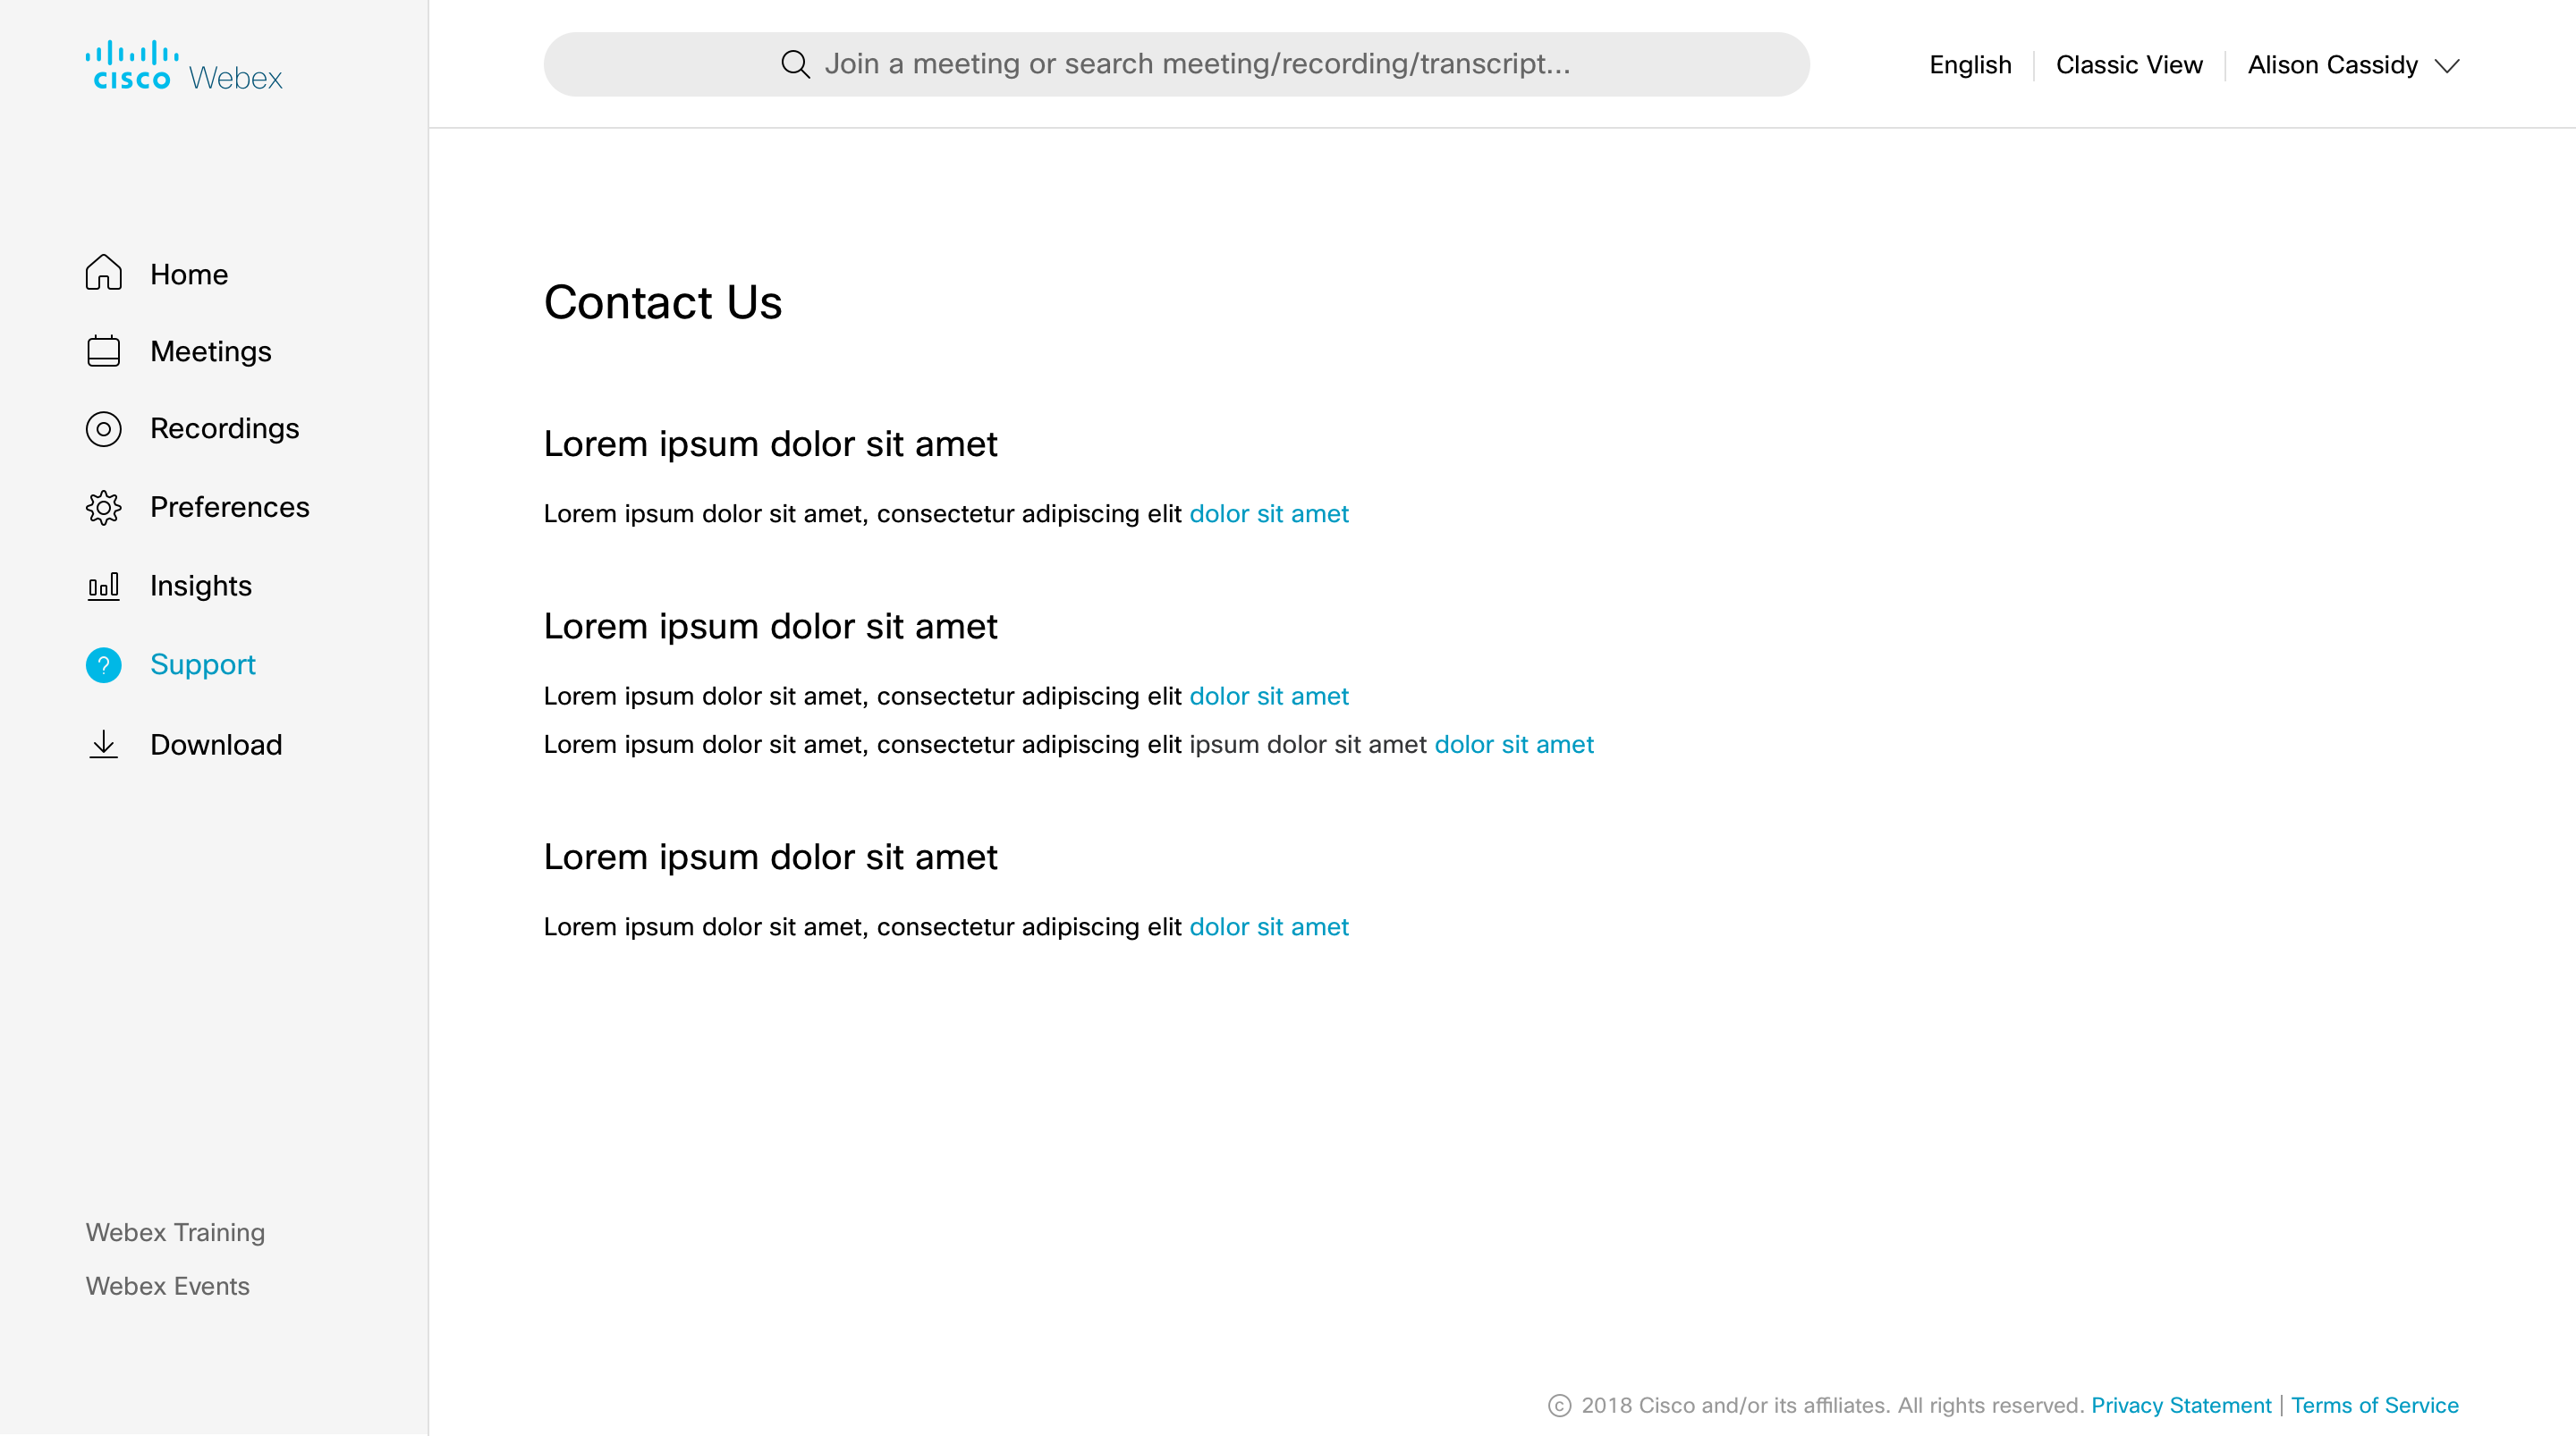 cisco Webex
Join a meeting or search meeting/recording/transcript...
English
Classic View
Alison Cassidy
Home
Meetings
Recordings
Preferences
Insights
Support
Download
Webex Training
Webex Events
Contact Us
Lorem ipsum dolor sit amet
Lorem ipsum dolor sit amet, consectetur adipiscing elit dolor sit amet
Lorem ipsum dolor sit amet
Lorem ipsum dolor sit amet, consectetur adipiscing elit dolor sit amet
Lorem ipsum dolor sit amet, consectetur adipiscing elit ipsum dolor sit amet dolor sit amet
Lorem ipsum dolor sit amet
Lorem ipsum dolor sit amet, consectetur adipiscing elit dolor sit amet
© 2018 Cisco and/or its affiliates. All rights reserved. Privacy Statement | Terms of Service